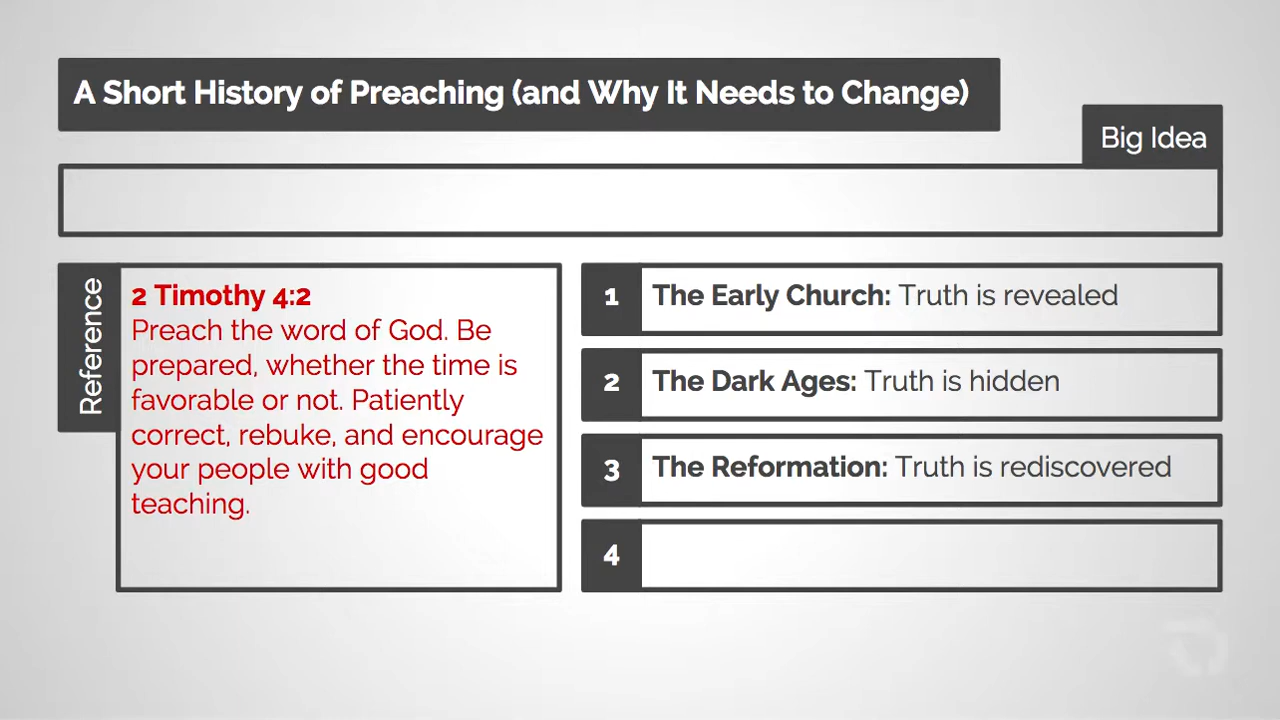 A Short History of Preaching (and Why It Needs to Change)
Big Idea
Reference
2 Timothy 4:2
Preach the word of God. Be
prepared, whether the time is
favorable or not. Patiently
correct, rebuke, and encourage
your people with good
teaching.
1 The Early Church: Truth is revealed
2 The Dark Ages: Truth is hidden
3 The Reformation: Truth is rediscovered
4